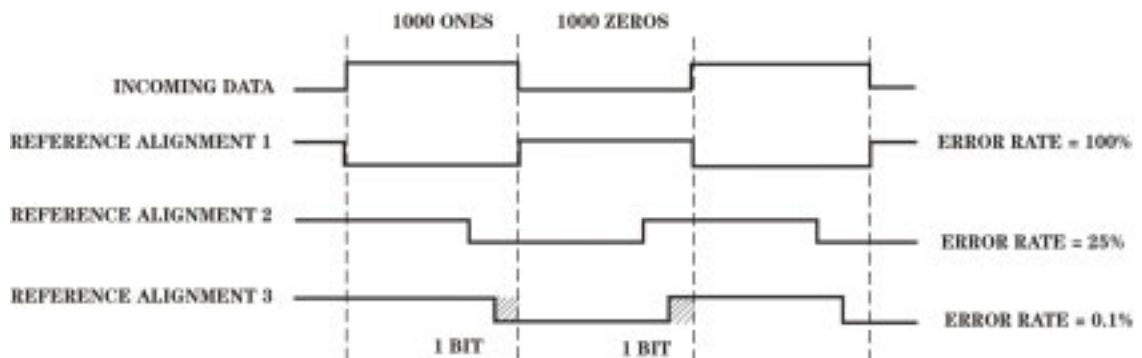 1000 ONES 1000 ZEROS
INCOMING DATA
REFERENCE ALIGNMENT 1 ERROR RATE = 100%
REFERENCE ALIGNMENT 2 ERROR RATE = 25%
REFERENCE ALIGNMENT 3 ERROR RATE = 0.1%
1 BIT 1 BIT